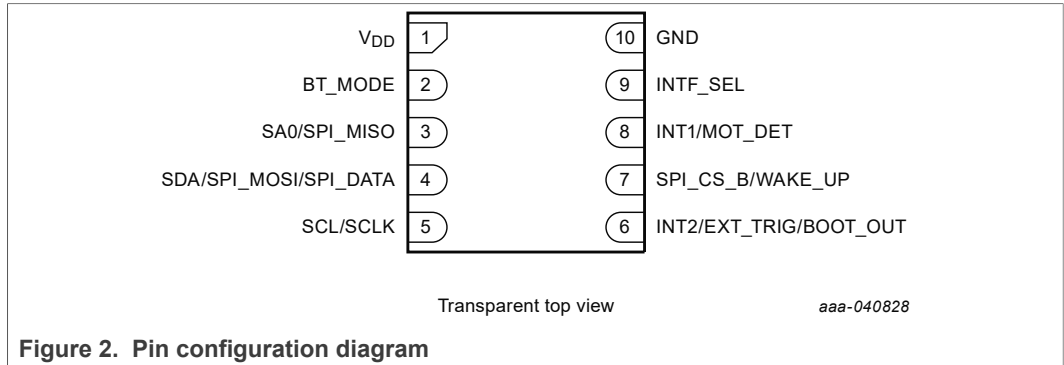 VDD 1 10 GND
BT_MODE 2 9 INTF_SEL
SA0/SPI_MISO 3 8 INT1/MOT_DET
SDA/SPI_MOSI/SPI_DATA 4 7 SPI_CS_B/WAKE_UP
SCL/SCLK 5 6 INT2/EXT_TRIG/BOOT_OUT
Transparent top view aaa-040828
Figure 2. Pin configuration diagram